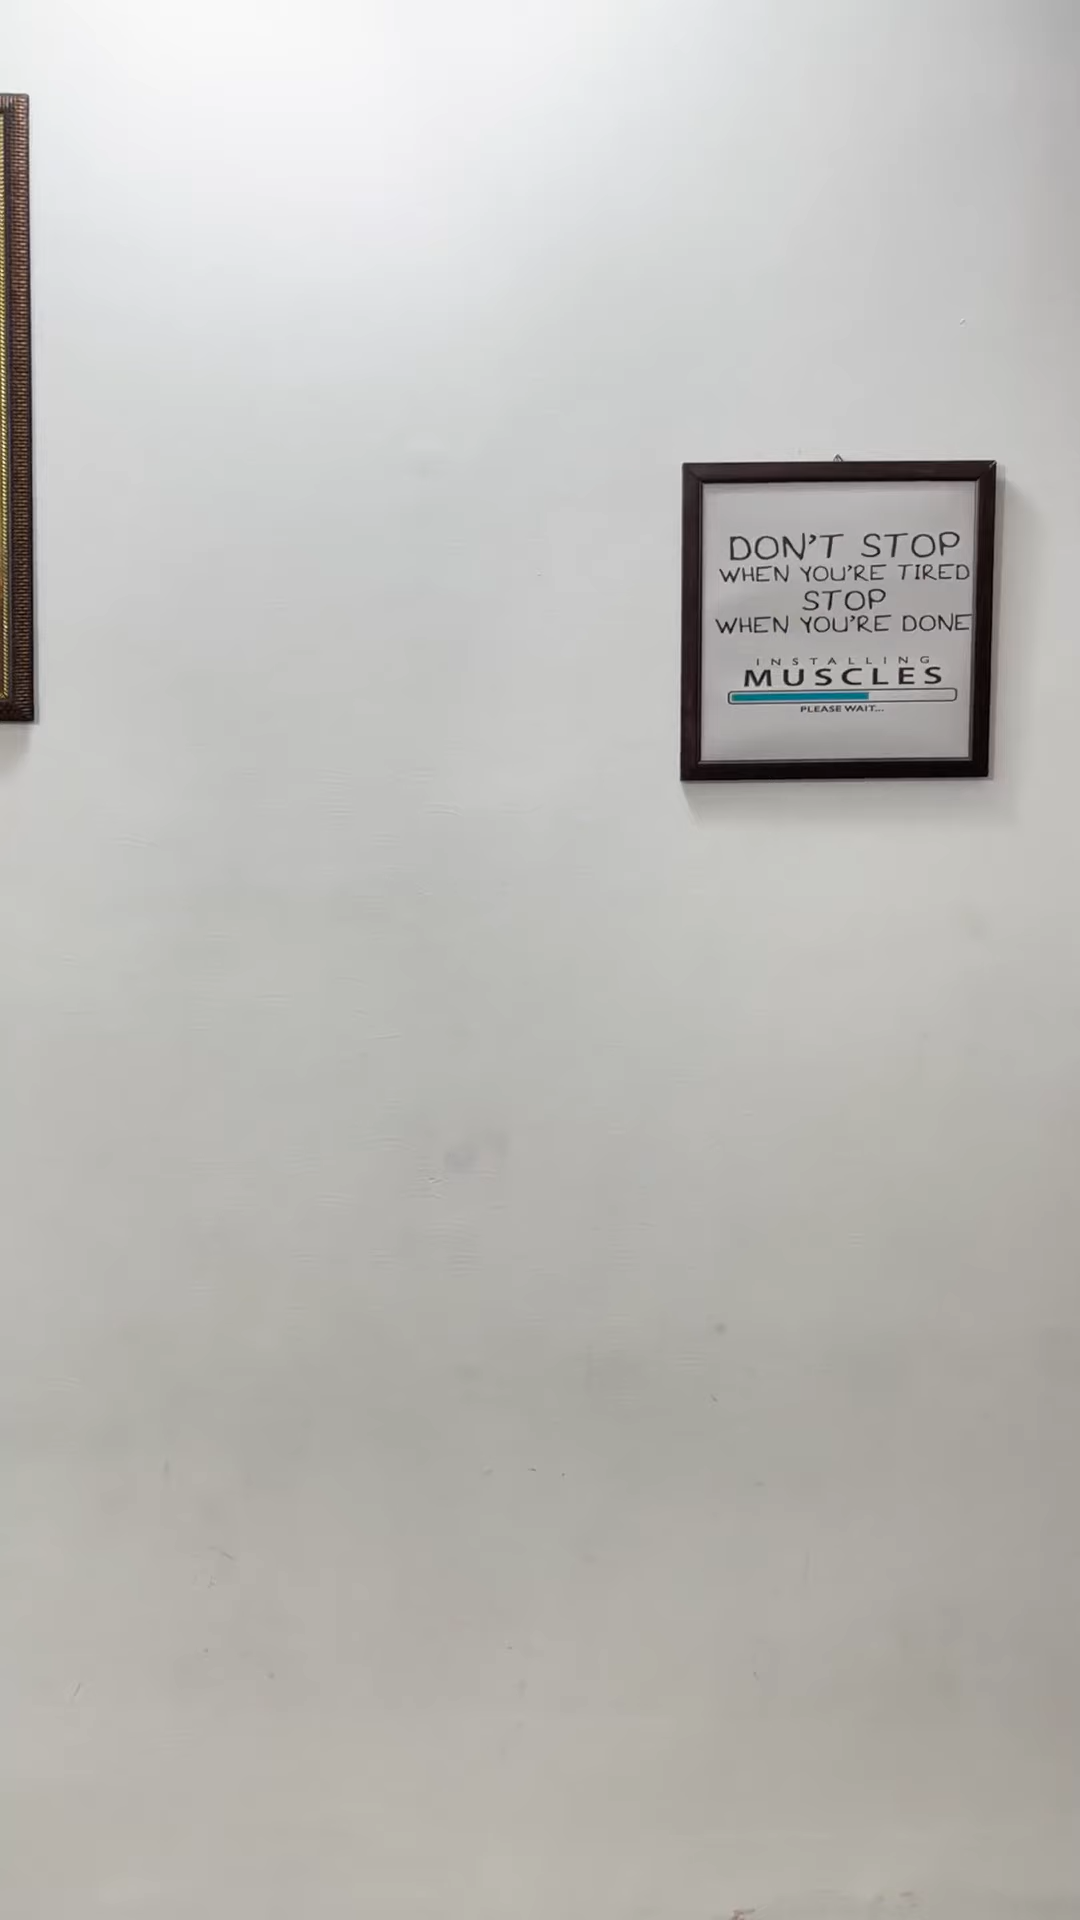 DON'T STOP
WHEN YOU'RE TIRED
STOP
WHEN YOU'RE DONE
INSTALLING
MUSCLES
PLEASE WAIT...